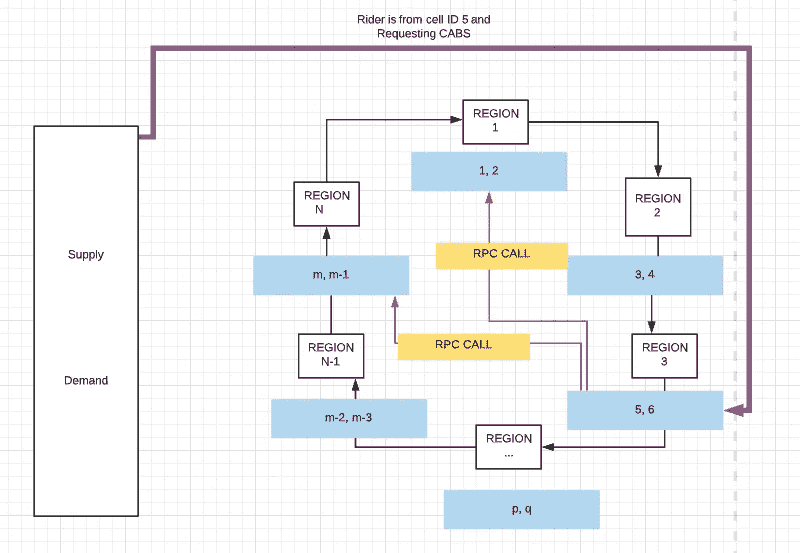 Rider is from cell ID 5 and
Requesting CABS
REGION
1
1, 2
REGION
N
REGION
2
Supply
RPC CALL
m, m-1
3, 4
REGION
N-1
RPC CALL
REGION
3
Demand
m-2, m-3
5, 6
REGION
...
p, q